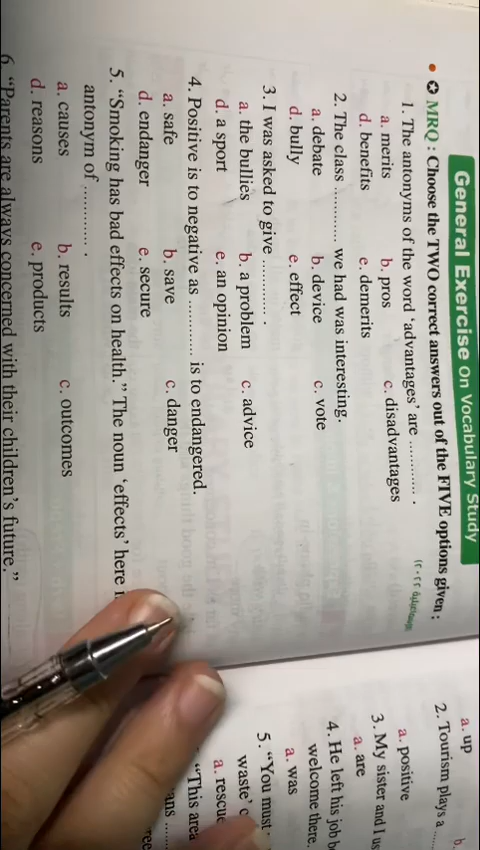 General Exercise On Vocabulary Study
MRQ : Choose the TWO correct answers out of the FIVE options given :
1. The antonyms of the word 'advantages' are ............ .
a. merits b. pros c. disadvantages
d. benefits e. demerits
2. The class ............ we had was interesting.
a. debate b. device c. vote
d. bully e. effect
3. I was asked to give ............ .
a. the bullies b. a problem c. advice
d. a sport e. an opinion
4. Positive is to negative as ............ is to endangered.
a. safe b. save c. danger
d. endanger e. secure
5. "Smoking has bad effects on health." The noun 'effects' here
antonym of ............ .
a. causes b. results c. outcomes
d. reasons e. products
6. "Parents are always concerned with their children's future."
a. up b.
2. Tourism plays a
a. positive
3. My sister and I us
a. are
4. He left his job b
welcome there.
a. was
5. "You must
waste' c
a. rescue
"This area